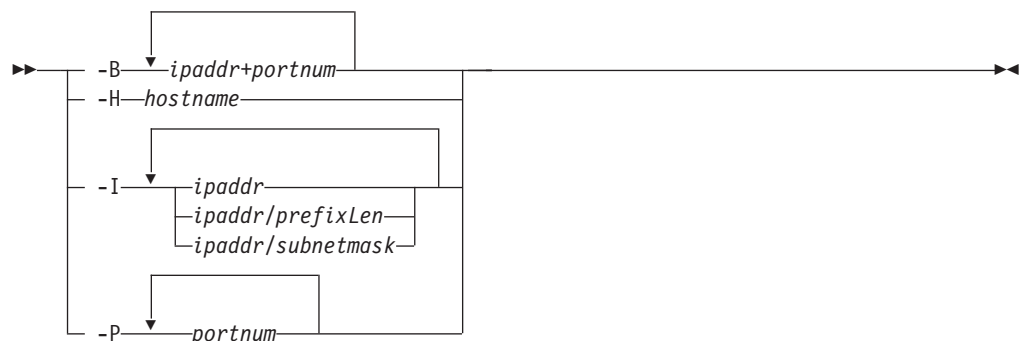 -B ipaddr+portnum
-H hostname
-I ipaddr
ipaddr/prefixLen
ipaddr/subnetmask
-P portnum